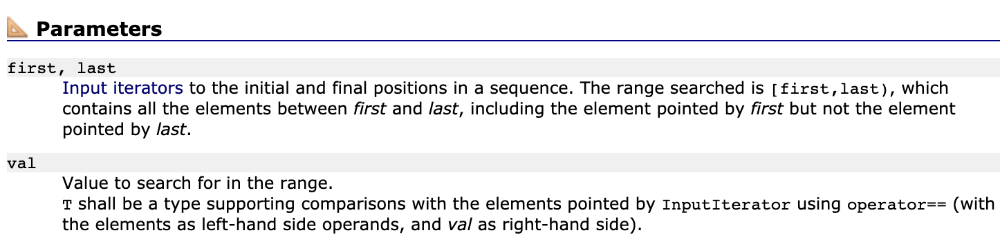 Parameters
first, last
Input iterators to the initial and final positions in a sequence. The range searched is [first,last), which
contains all the elements between first and last, including the element pointed by first but not the element
pointed by last.
val
Value to search for in the range.
T shall be a type supporting comparisons with the elements pointed by InputIterator using operator== (with
the elements as left-hand side operands, and val as right-hand side).